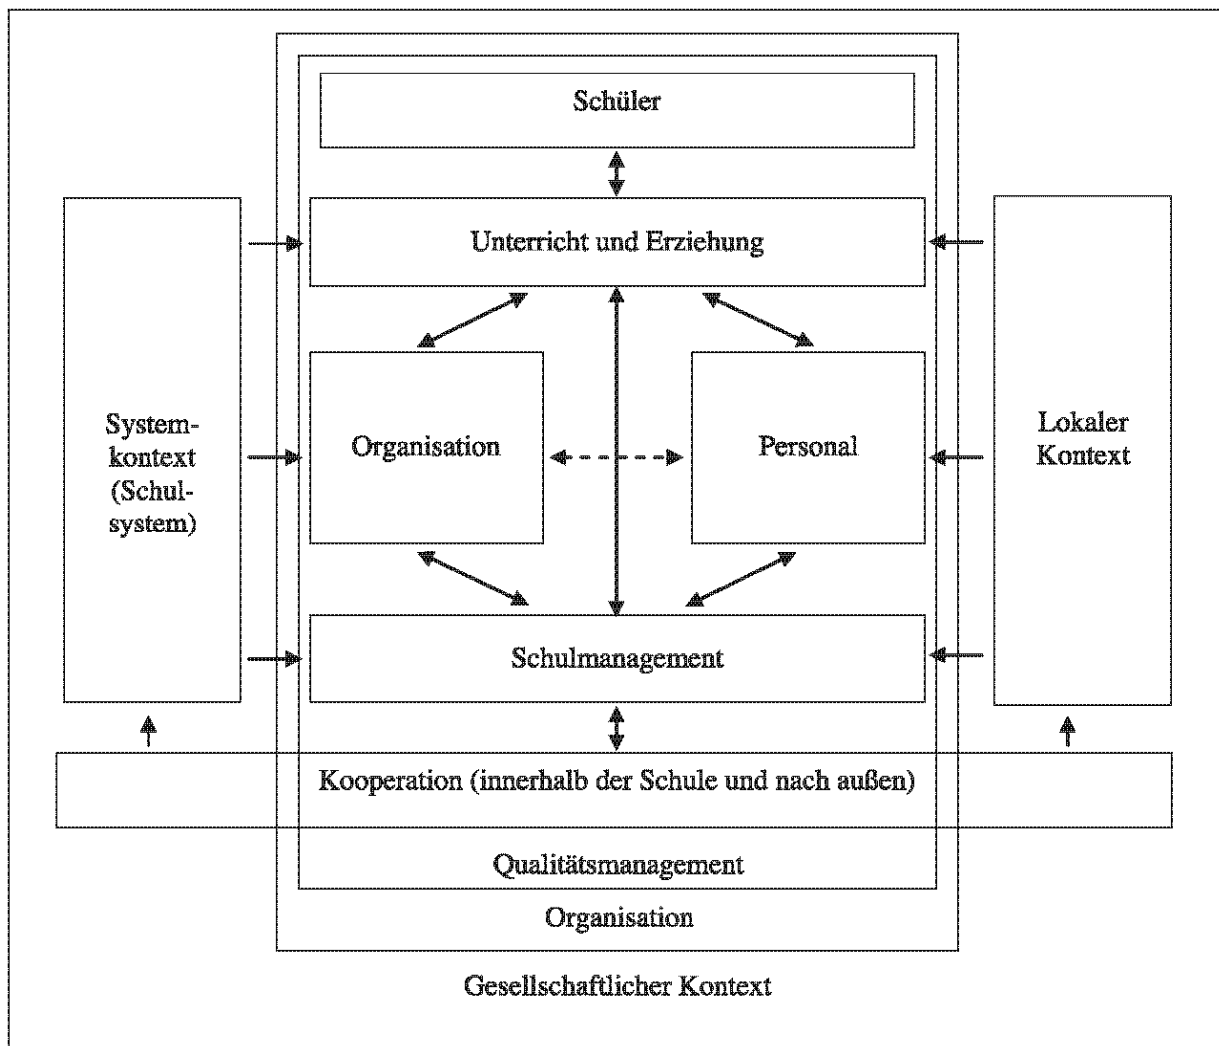 Schüler
Unterricht und Erziehung
System-
kontext
(Schul-
system)
Organisation
Personal
Lokaler
Kontext
Schulmanagement
Kooperation (innerhalb der Schule und nach außen)
Qualitätsmanagement
Organisation
Gesellschaftlicher Kontext